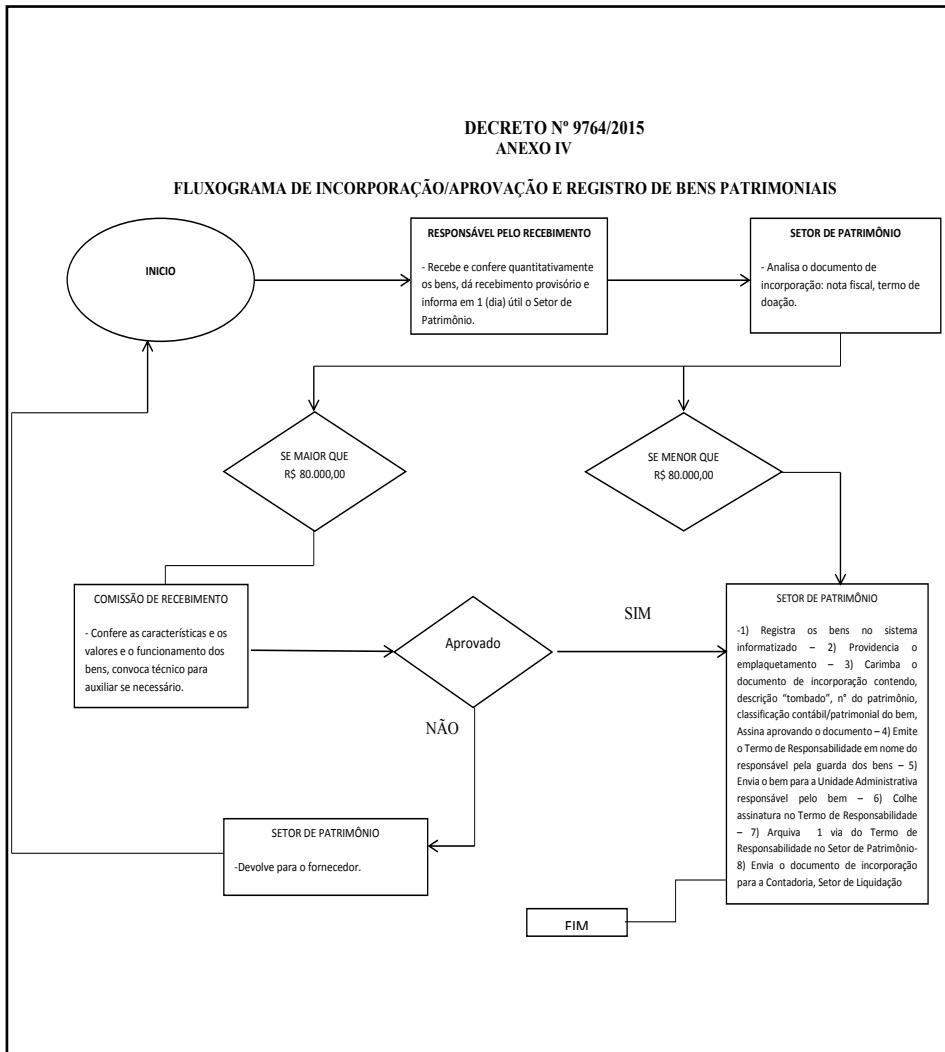 DECRETO Nº 9764/2015
ANEXO IV
FLUXOGRAMA DE INCORPORAÇÃO/APROVAÇÃO E REGISTRO DE BENS PATRIMONIAIS
INICIO
RESPONSÁVEL PELO RECEBIMENTO
- Recebe e confere quantitativamente
os bens, dá recebimento provisório e
informa em 1 (dia) útil o Setor de
Patrimônio.
SETOR DE PATRIMÔNIO
- Analisa o documento de
incorporação: nota fiscal, termo de
doação.
SE MAIOR QUE
R$ 80.000,00
SE MENOR QUE
R$ 80.000,00
COMISSÃO DE RECEBIMENTO
- Confere as características e os
valores e o funcionamento dos
bens, convoca técnico para
auxiliar se necessário.
Aprovado
SIM
NÃO
SETOR DE PATRIMÔNIO
-1) Registra os bens no sistema
informatizado – 2) Providencia o
emplaquetamento – 3) Carimba o
documento de incorporação contendo,
descrição “tombado”, n° do patrimônio,
classificação contábil/patrimonial do bem,
Assina aprovando o documento – 4) Emite
o Termo de Responsabilidade em nome do
responsável pela guarda dos bens – 5)
Envia o bem para a Unidade Administrativa
responsável pelo bem – 6) Colhe
assinatura no Termo de Responsabilidade
– 7) Arquiva 1 via do Termo de
Responsabilidade no Setor de Patrimônio-
8) Envia o documento de incorporação
para a Contadoria, Setor de Liquidação
SETOR DE PATRIMÔNIO
-Devolve para o fornecedor.
FIM